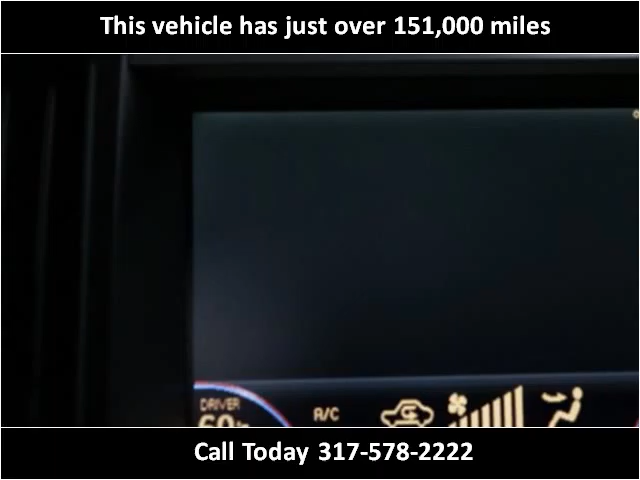 This vehicle has just over 151,000 miles
DRIVER
A/C
Call Today 317-578-2222